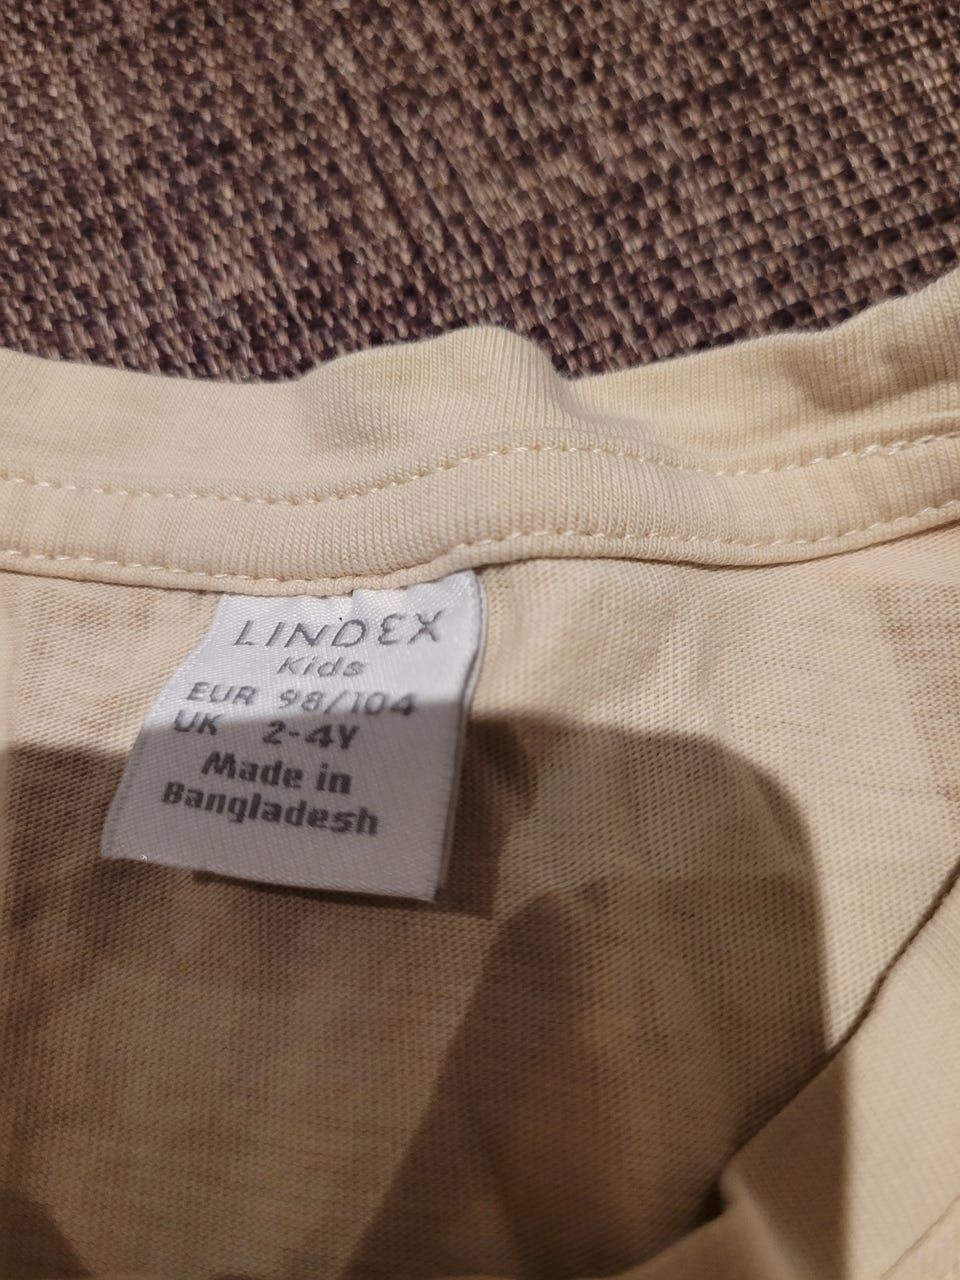 LINDEX
Kids
EUR 98/104
UK 2-4Y
Made in
Bangladesh